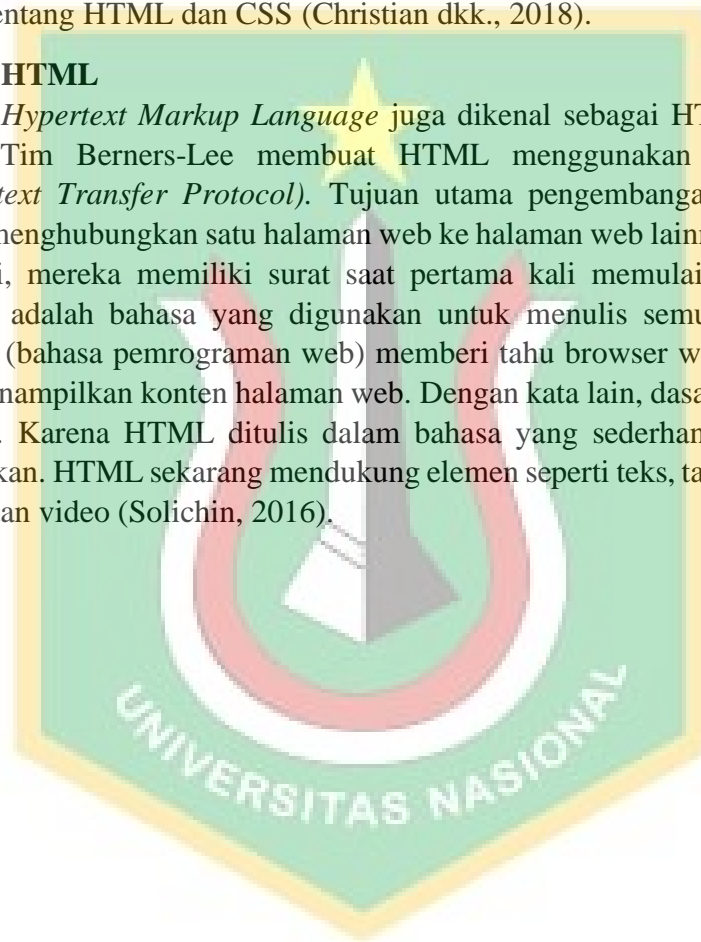 entang HTML dan CSS (Christian dkk., 2018).
HTML
Hypertext Markup Language juga dikenal sebagai HT
Tim Berners-Lee membuat HTML menggunakan
text Transfer Protocol). Tujuan utama pengembanga
menghubungkan satu halaman web ke halaman web lainn
i, mereka memiliki surat saat pertama kali memulai
adalah bahasa yang digunakan untuk menulis semu
(bahasa pemrograman web) memberi tahu browser w
nampilkan konten halaman web. Dengan kata lain, dasa
. Karena HTML ditulis dalam bahasa yang sederhan
kan. HTML sekarang mendukung elemen seperti teks, ta
an video (Solichin, 2016).
UNIVERSITAS NASIONAL